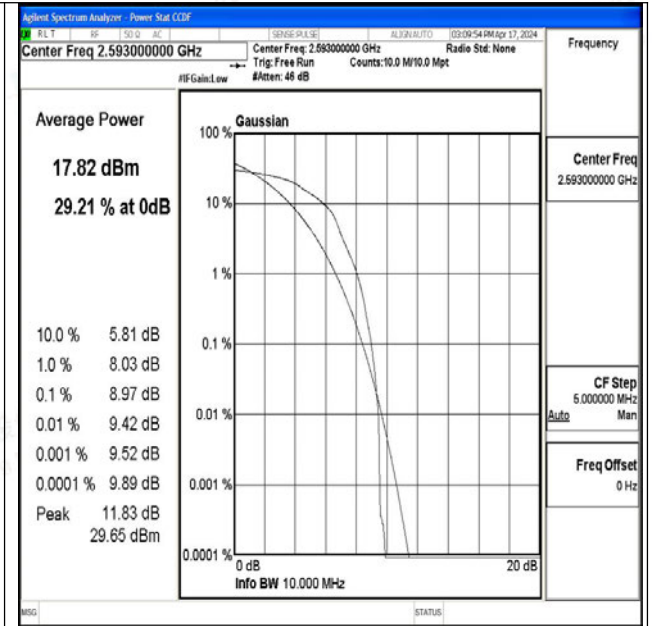 Agilent Spectrum Analyzer - Power Stat CCDF
RL T RF 50 Ω AC SENSE:PULSE ALIGN AUTO 03:09:54 PM Apr 17, 2024
Center Freq 2.593000000 GHz
Center Freq: 2.593000000 GHz Radio Std: None
Trig: Free Run Counts:10.0 M/10.0 Mpt
#IFGain:Low #Atten: 46 dB
Frequency
Average Power
17.82 dBm
29.21 % at 0dB
10.0 % 5.81 dB
1.0 % 8.03 dB
0.1 % 8.97 dB
0.01 % 9.42 dB
0.001 % 9.52 dB
0.0001 % 9.89 dB
Peak 11.83 dB
29.65 dBm
Gaussian
100 %
10 %
1 %
0.1 %
0.01 %
0.001 %
0.0001 %
0 dB 20 dB
Info BW 10.000 MHz
Center Freq
2.593000000 GHz
CF Step
5.000000 MHz
Auto Man
Freq Offset
0 Hz
MSG STATUS